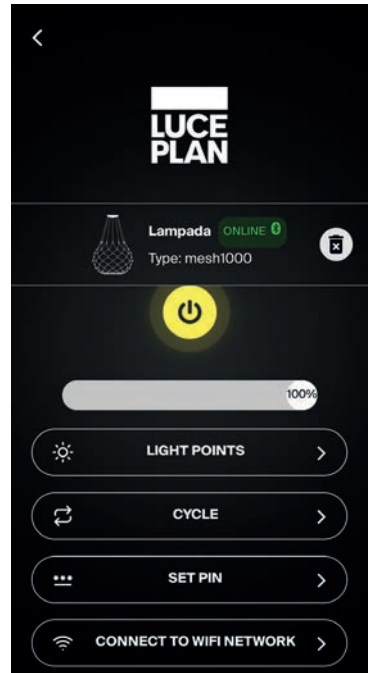 LUCE
PLAN
Lampada ONLINE
Type: mesh1000
100%
LIGHT POINTS
CYCLE
SET PIN
CONNECT TO WIFI NETWORK